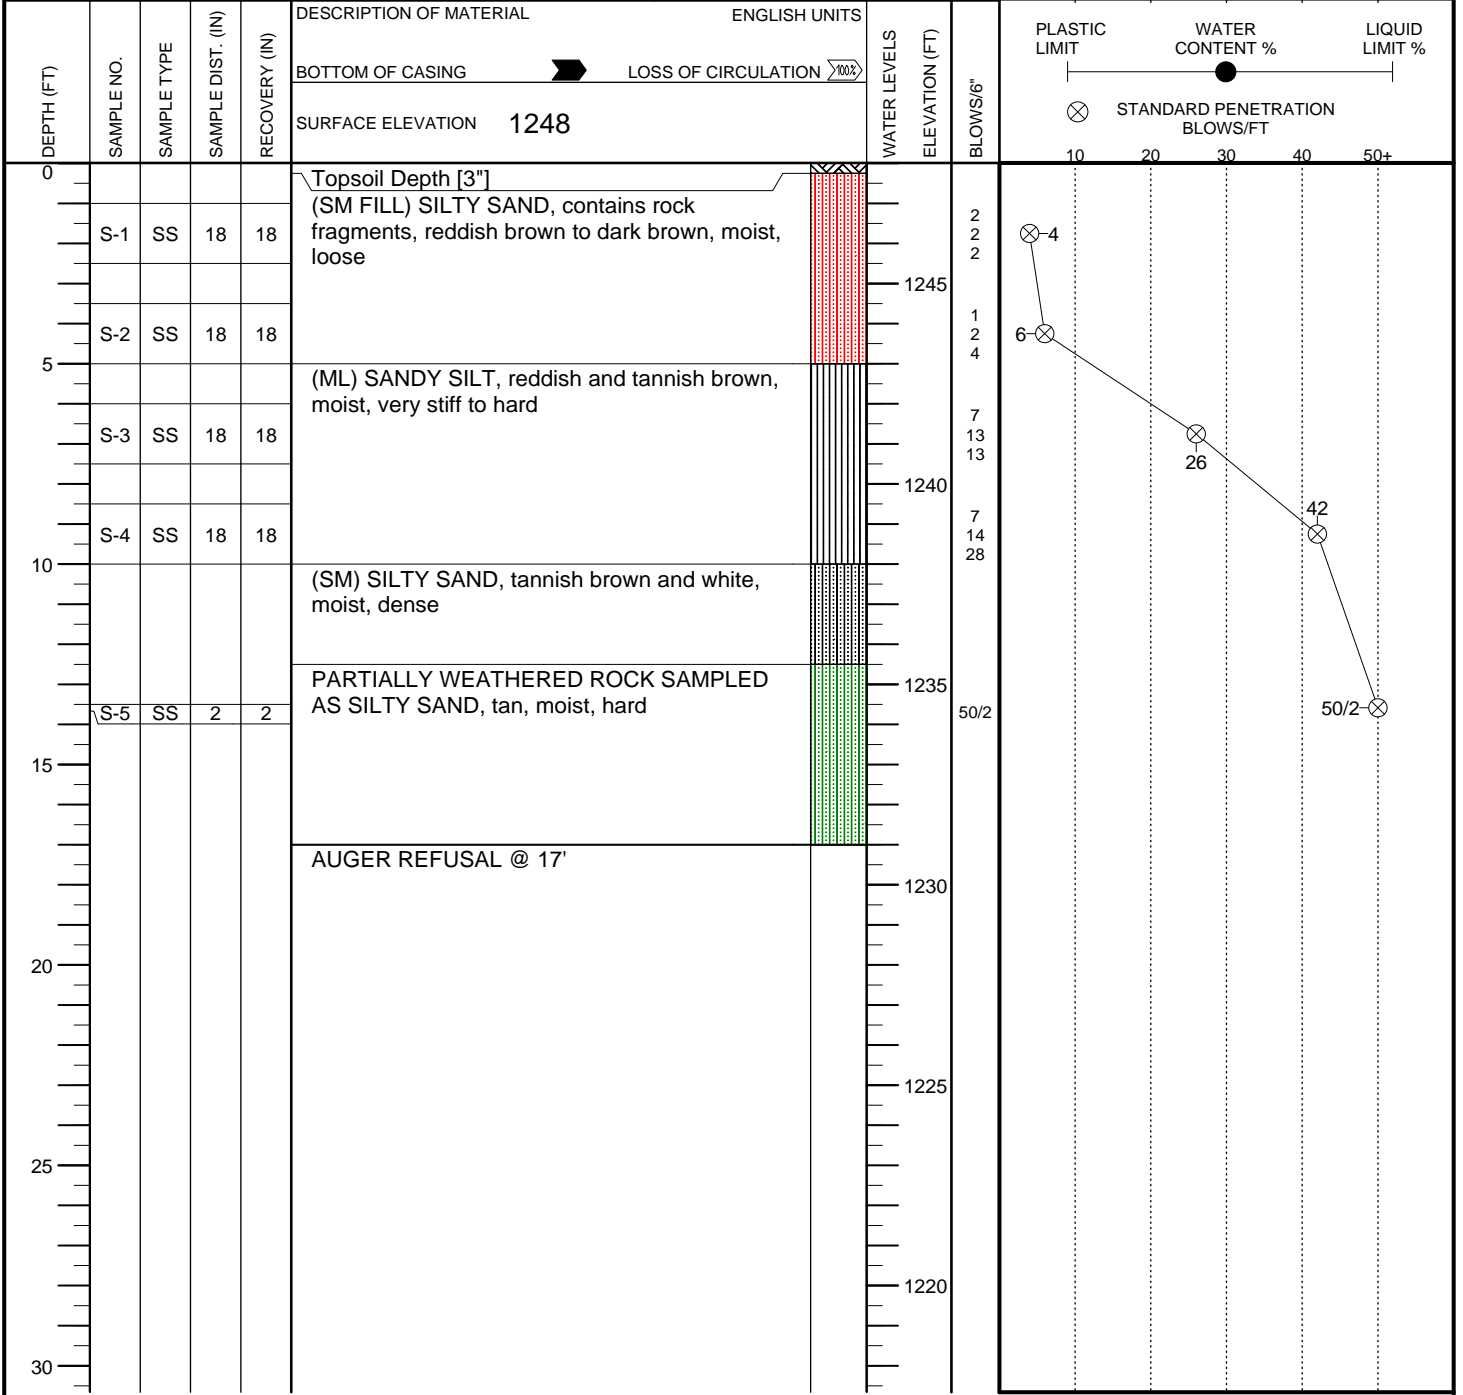 DEPTH (FT)
SAMPLE NO.
SAMPLE TYPE
SAMPLE DIST. (IN)
RECOVERY (IN)
DESCRIPTION OF MATERIAL ENGLISH UNITS
BOTTOM OF CASING LOSS OF CIRCULATION 100%
SURFACE ELEVATION 1248
WATER LEVELS
ELEVATION (FT)
BLOWS/6"
PLASTIC LIMIT
WATER CONTENT %
LIQUID LIMIT %
STANDARD PENETRATION
BLOWS/FT
10 20 30 40 50+
0
Topsoil Depth [3"]
(SM FILL) SILTY SAND, contains rock
fragments, reddish brown to dark brown, moist,
loose
S-1 SS 18 18
2
2
2
4
1245
S-2 SS 18 18
1
2
4
6
5
(ML) SANDY SILT, reddish and tannish brown,
moist, very stiff to hard
S-3 SS 18 18
7
13
13
26
1240
S-4 SS 18 18
7
14
28
42
10
(SM) SILTY SAND, tannish brown and white,
moist, dense
PARTIALLY WEATHERED ROCK SAMPLED
AS SILTY SAND, tan, moist, hard
1235
S-5 SS 2 2
50/2
50/2
15
AUGER REFUSAL @ 17'
1230
20
1225
25
1220
30